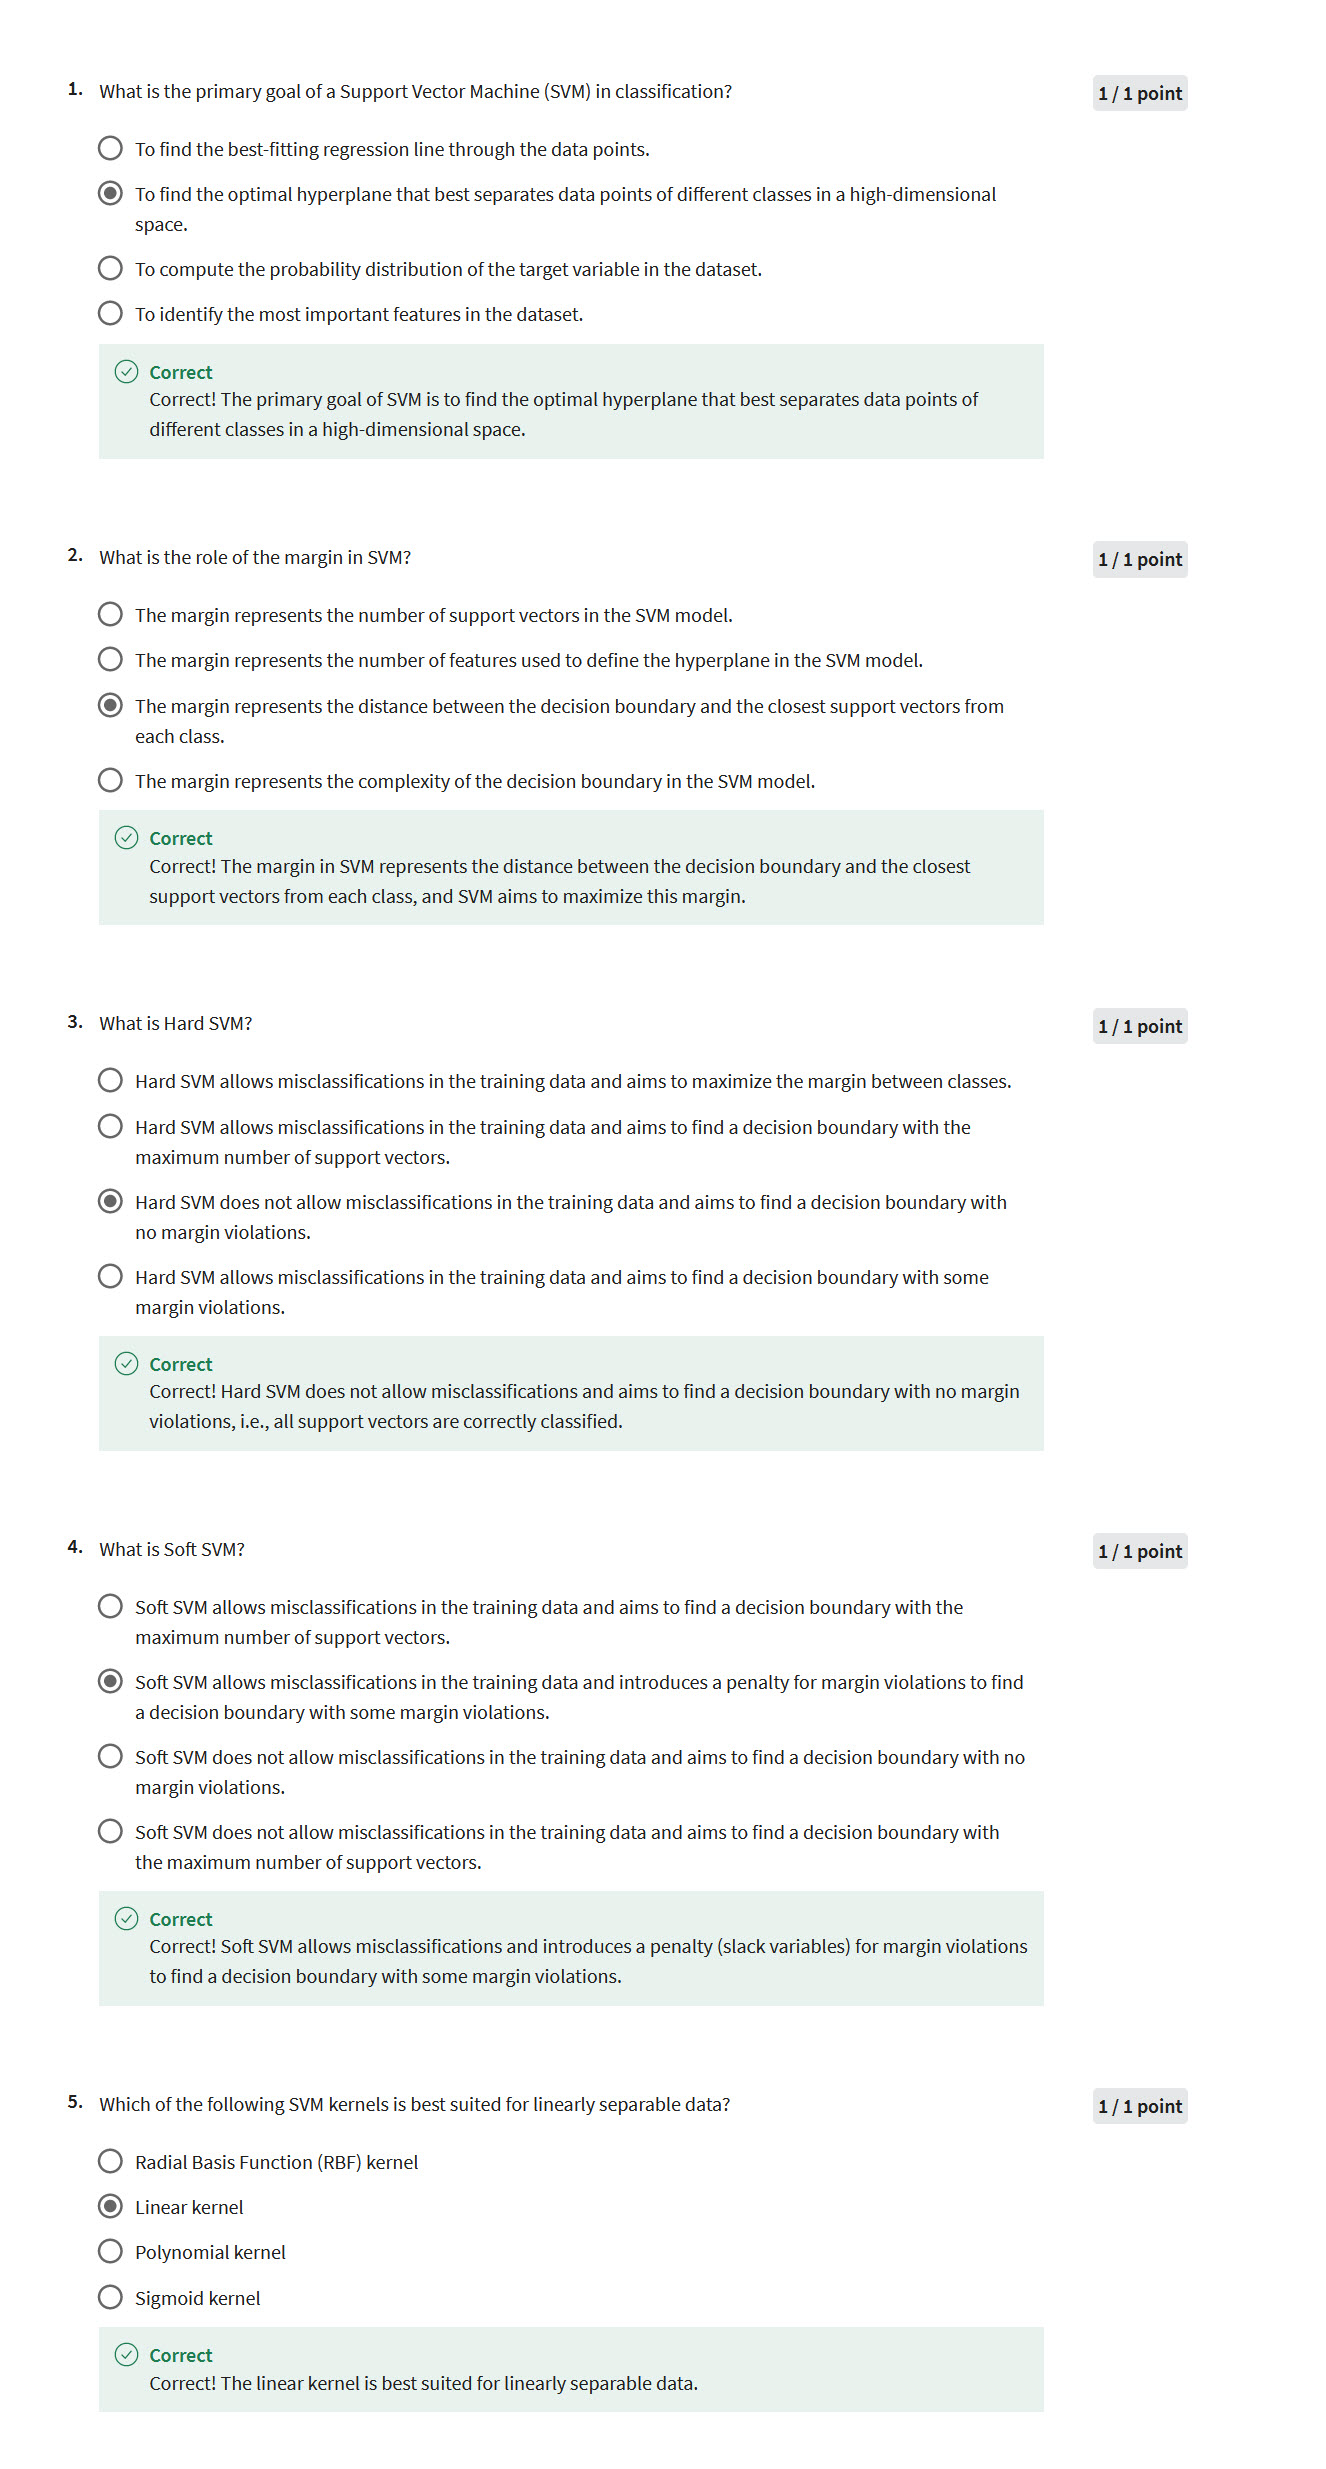 1. What is the primary goal of a Support Vector Machine (SVM) in classification?
1 / 1 point
To find the best-fitting regression line through the data points.
To find the optimal hyperplane that best separates data points of different classes in a high-dimensional
space.
To compute the probability distribution of the target variable in the dataset.
To identify the most important features in the dataset.
Correct
Correct! The primary goal of SVM is to find the optimal hyperplane that best separates data points of
different classes in a high-dimensional space.
2. What is the role of the margin in SVM?
1 / 1 point
The margin represents the number of support vectors in the SVM model.
The margin represents the number of features used to define the hyperplane in the SVM model.
The margin represents the distance between the decision boundary and the closest support vectors from
each class.
The margin represents the complexity of the decision boundary in the SVM model.
Correct
Correct! The margin in SVM represents the distance between the decision boundary and the closest
support vectors from each class, and SVM aims to maximize this margin.
3. What is Hard SVM?
1 / 1 point
Hard SVM allows misclassifications in the training data and aims to maximize the margin between classes.
Hard SVM allows misclassifications in the training data and aims to find a decision boundary with the
maximum number of support vectors.
Hard SVM does not allow misclassifications in the training data and aims to find a decision boundary with
no margin violations.
Hard SVM allows misclassifications in the training data and aims to find a decision boundary with some
margin violations.
Correct
Correct! Hard SVM does not allow misclassifications and aims to find a decision boundary with no margin
violations, i.e., all support vectors are correctly classified.
4. What is Soft SVM?
1 / 1 point
Soft SVM allows misclassifications in the training data and aims to find a decision boundary with the
maximum number of support vectors.
Soft SVM allows misclassifications in the training data and introduces a penalty for margin violations to find
a decision boundary with some margin violations.
Soft SVM does not allow misclassifications in the training data and aims to find a decision boundary with no
margin violations.
Soft SVM does not allow misclassifications in the training data and aims to find a decision boundary with
the maximum number of support vectors.
Correct
Correct! Soft SVM allows misclassifications and introduces a penalty (slack variables) for margin violations
to find a decision boundary with some margin violations.
5. Which of the following SVM kernels is best suited for linearly separable data?
1 / 1 point
Radial Basis Function (RBF) kernel
Linear kernel
Polynomial kernel
Sigmoid kernel
Correct
Correct! The linear kernel is best suited for linearly separable data.